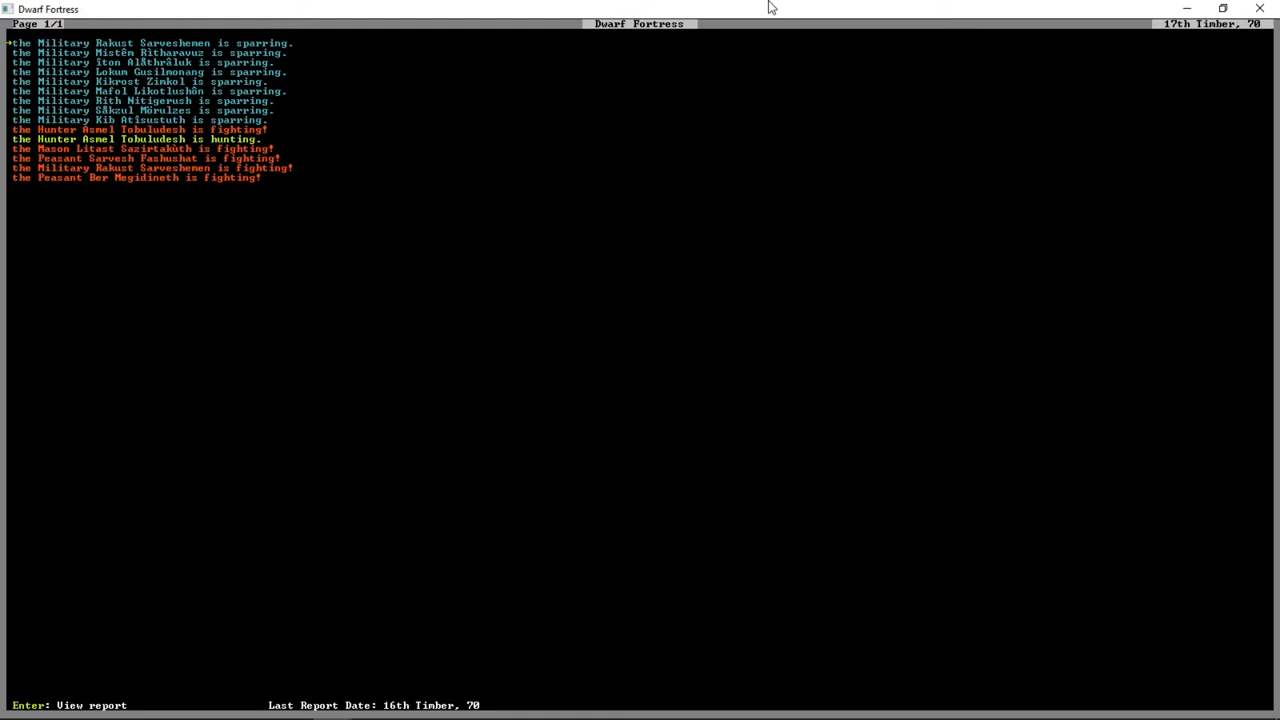 Dwarf Fortress
Page 1/1 Dwarf Fortress 17th Timber, 70
the Military Rakust Sarveshemen is sparring.
the Military Mistêm Rìtharavuz is sparring.
the Military îton Alåthrâluk is sparring.
the Military Lokum Gusilmonang is sparring.
the Military Kikrost Zimkol is sparring.
the Military Mafol Likotlushôn is sparring.
the Military Rith Nitigerush is sparring.
the Military Såkzul Mörulzes is sparring.
the Military Kib Atîsustuth is sparring.
the Hunter Asmel Tobuludesh is fighting!
the Hunter Asmel Tobuludesh is hunting.
the Mason Litast Sazirtakùth is fighting!
the Peasant Sarvesh Fashushat is fighting!
the Military Rakust Sarveshemen is fighting!
the Peasant Ber Megidineth is fighting!
Enter: View report Last Report Date: 16th Timber, 70